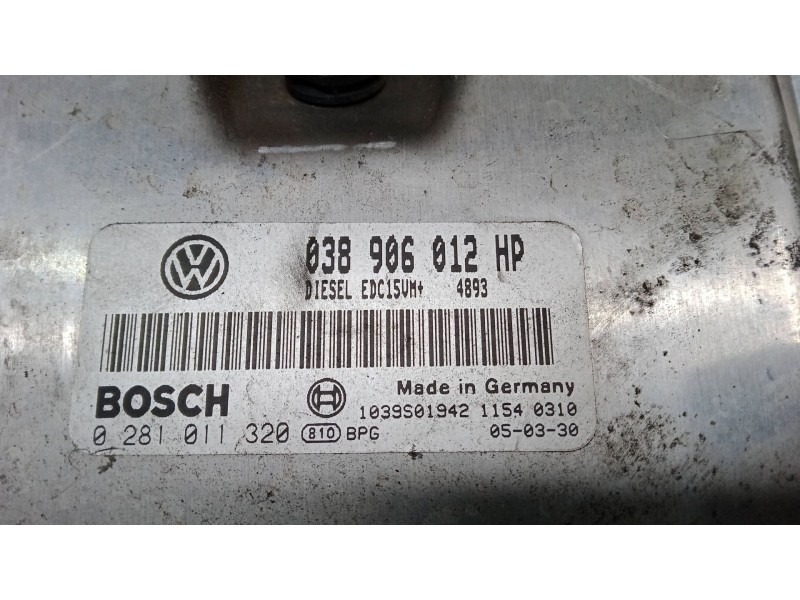 038 906 012 HP
DIESEL EDC15VM+ 4893
BOSCH
Made in Germany
1039S01942 1154 0310
0 281 011 320 810 BPG
05-03-30